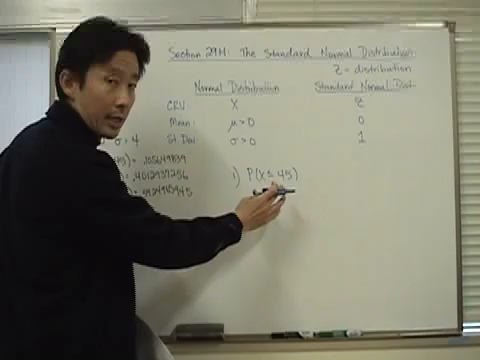 Section 29H: The Standard Normal Distribution
Z = distribution
Normal Distribution Standard Normal Dist.
CRV X Z
Mean: μ > 0 0
σ = 4 St. Dev: σ > 0 1
45) = .105649839
= .4012937256
1) P(X ≤ 45)